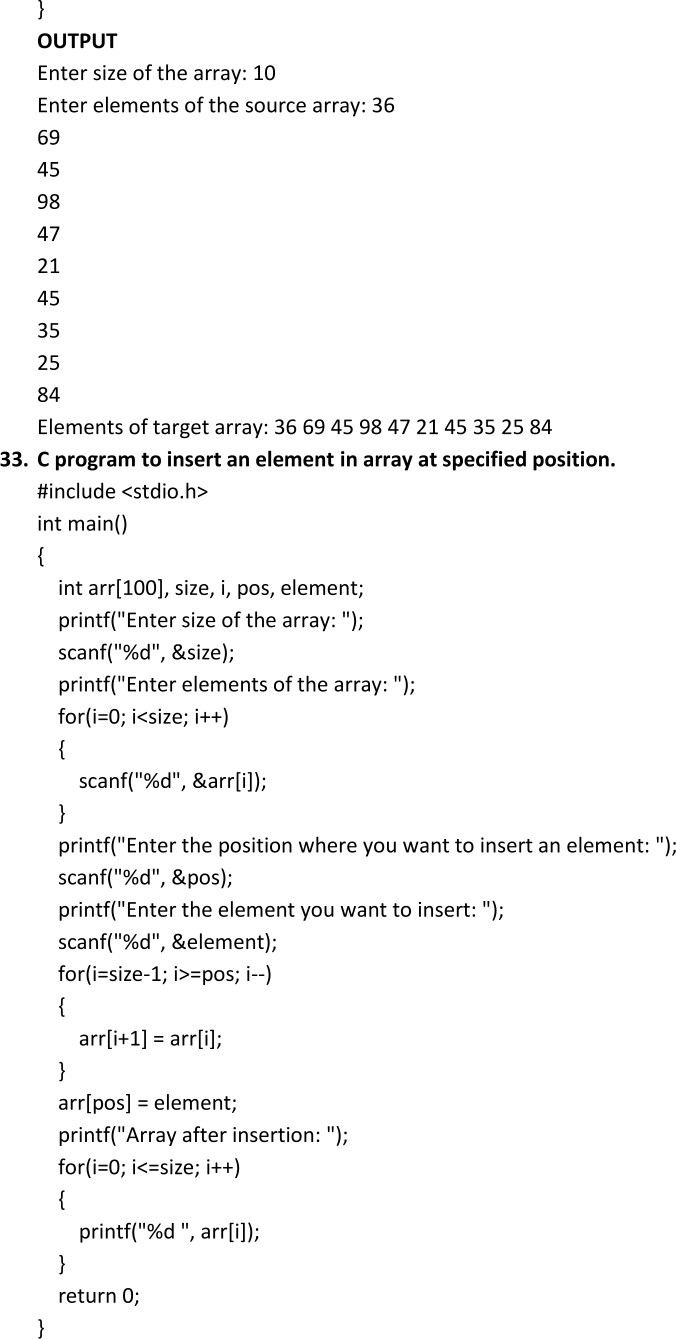 }
OUTPUT
Enter size of the array: 10
Enter elements of the source array: 36
69
45
98
47
21
45
35
25
84
Elements of target array: 36 69 45 98 47 21 45 35 25 84
33. C program to insert an element in array at specified position.
#include <stdio.h>
int main()
{
int arr[100], size, i, pos, element;
printf("Enter size of the array: ");
scanf("%d", &size);
printf("Enter elements of the array: ");
for(i=0; i<size; i++)
{
scanf("%d", &arr[i]);
}
printf("Enter the position where you want to insert an element: ");
scanf("%d", &pos);
printf("Enter the element you want to insert: ");
scanf("%d", &element);
for(i=size-1; i>=pos; i--)
{
arr[i+1] = arr[i];
}
arr[pos] = element;
printf("Array after insertion: ");
for(i=0; i<=size; i++)
{
printf("%d ", arr[i]);
}
return 0;
}